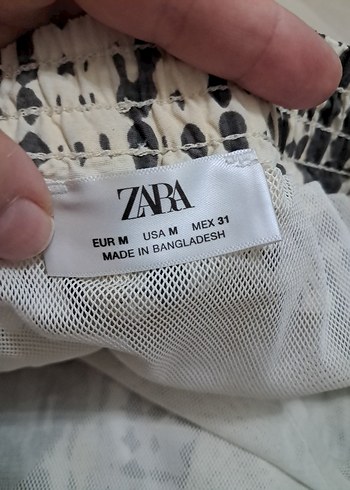 ZARA
EUR M USA M MEX 31
MADE IN BANGLADESH